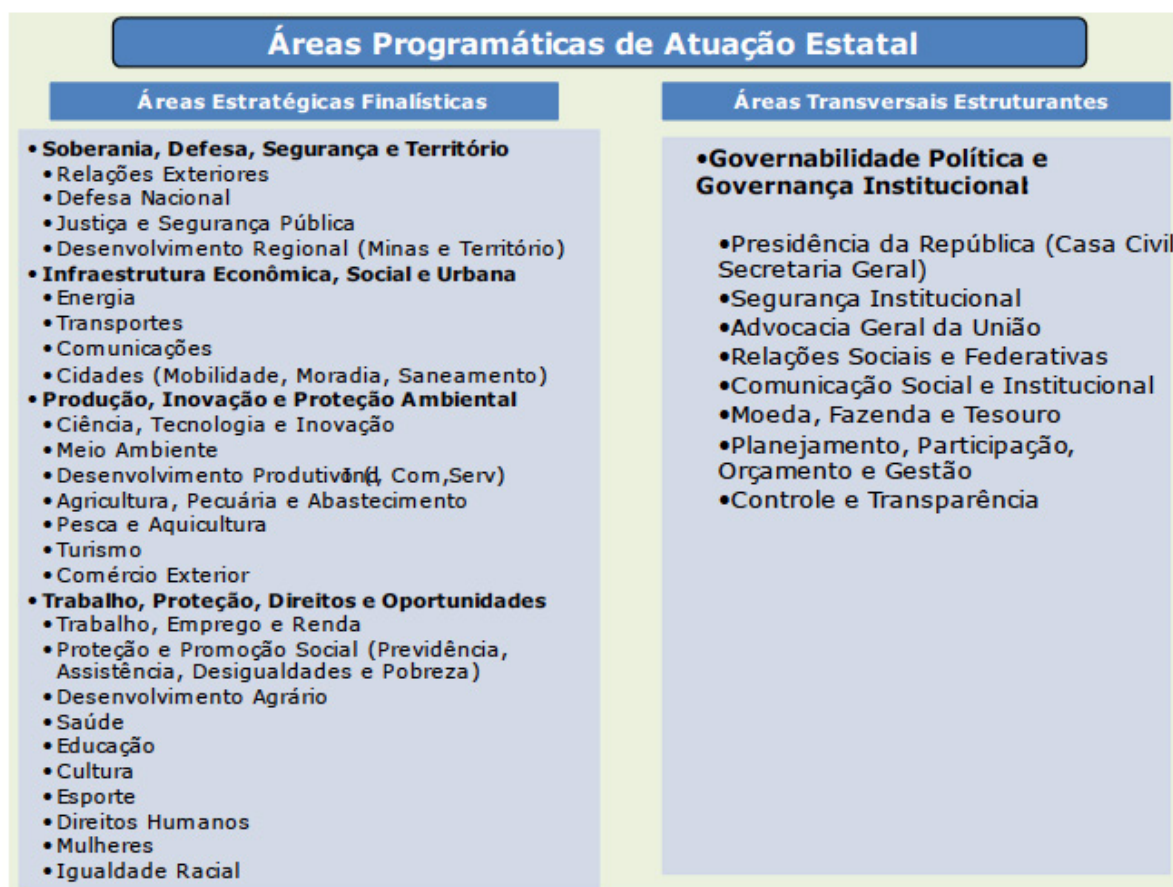 Áreas Programáticas de Atuação Estatal
Áreas Estratégicas Finalísticas
• Soberania, Defesa, Segurança e Território
• Relações Exteriores
• Defesa Nacional
• Justiça e Segurança Pública
• Desenvolvimento Regional (Minas e Território)
• Infraestrutura Econômica, Social e Urbana
• Energia
• Transportes
• Comunicações
• Cidades (Mobilidade, Moradia, Saneamento)
• Produção, Inovação e Proteção Ambiental
• Ciência, Tecnologia e Inovação
• Meio Ambiente
• Desenvolvimento Produtivo (Ind, Com,Serv)
• Agricultura, Pecuária e Abastecimento
• Pesca e Aquicultura
• Turismo
• Comércio Exterior
• Trabalho, Proteção, Direitos e Oportunidades
• Trabalho, Emprego e Renda
• Proteção e Promoção Social (Previdência,
Assistência, Desigualdades e Pobreza)
• Desenvolvimento Agrário
• Saúde
• Educação
• Cultura
• Esporte
• Direitos Humanos
• Mulheres
• Igualdade Racial
Áreas Transversais Estruturantes
•Governabilidade Política e
Governança Institucional:
•Presidência da República (Casa Civil
Secretaria Geral)
•Segurança Institucional
•Advocacia Geral da União
•Relações Sociais e Federativas
•Comunicação Social e Institucional
•Moeda, Fazenda e Tesouro
•Planejamento, Participação,
Orçamento e Gestão
•Controle e Transparência